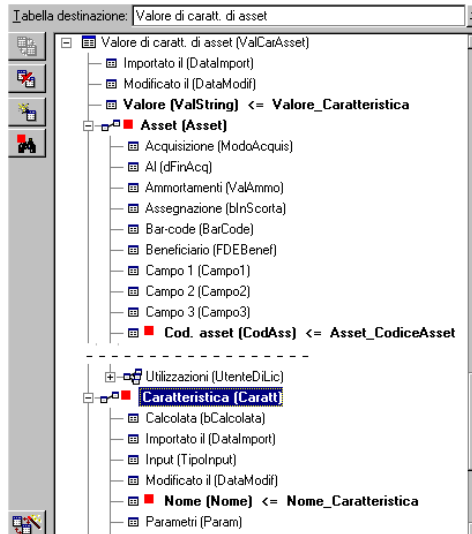 Tabella destinazione: Valore di caratt. di asset
Valore di caratt. di asset (ValCarAsset)
Importato il (DataImport)
Modificato il (DataModif)
Valore (ValString) <= Valore_Caratteristica
Asset (Asset)
Acquisizione (ModoAcquis)
Al (dFinAcq)
Ammortamenti (ValAmmo)
Assegnazione (bInScorta)
Bar-code (BarCode)
Beneficiario (FDEBenef)
Campo 1 (Campo1)
Campo 2 (Campo2)
Campo 3 (Campo3)
Cod. asset (CodAss) <= Asset_CodiceAsset
Utilizzazioni (UtenteDiLic)
Caratteristica (Caratt)
Calcolata (bCalcolata)
Importato il (DataImport)
Input (TipoInput)
Modificato il (DataModif)
Nome (Nome) <= Nome_Caratteristica
Parametri (Param)